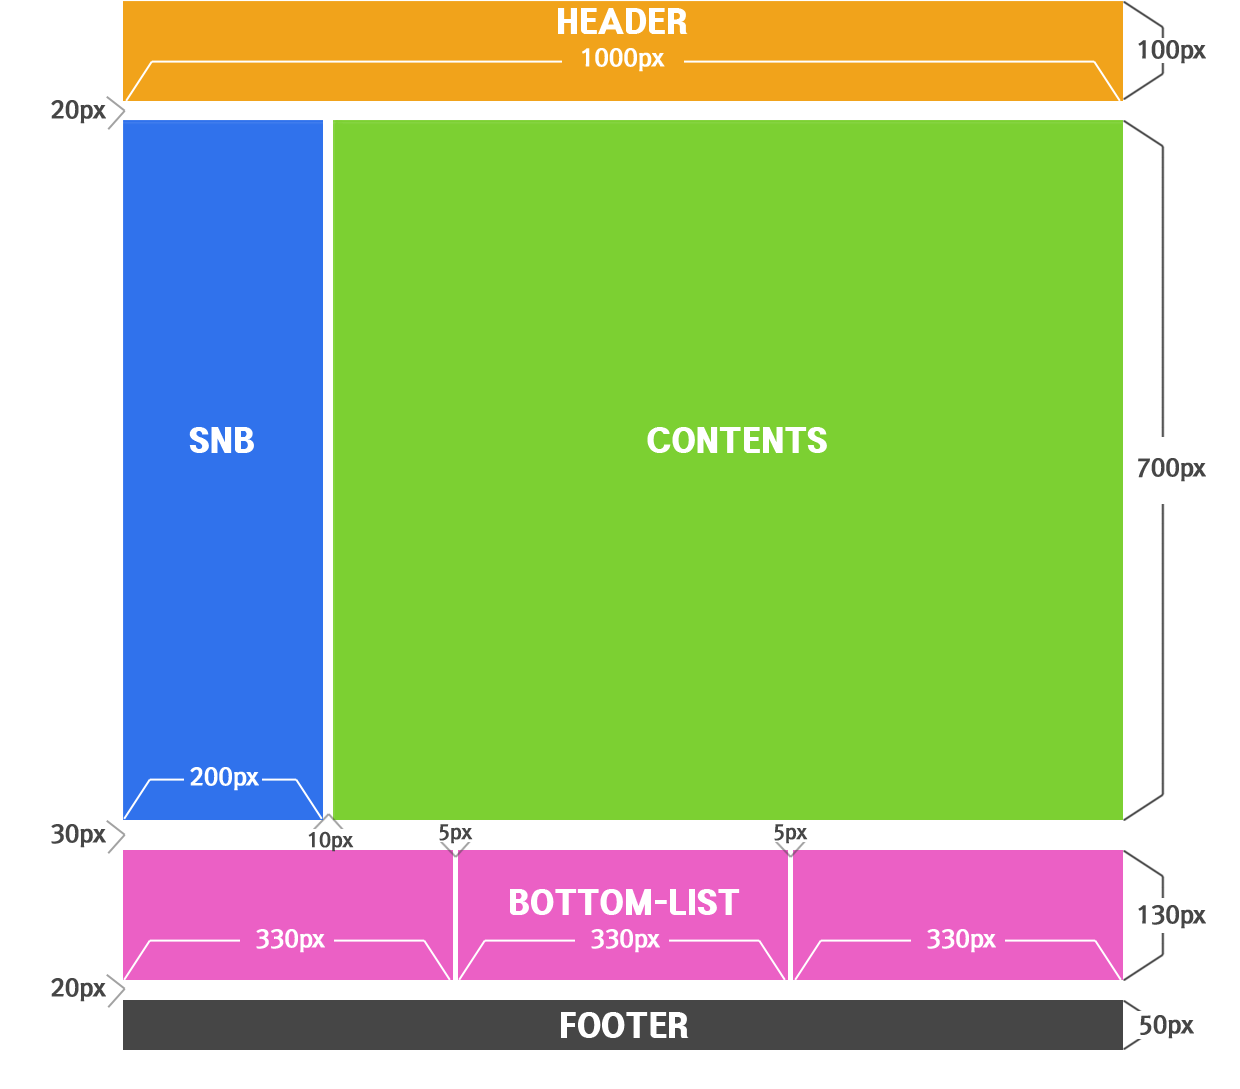 HEADER
1000px
100px
20px
SNB
CONTENTS
700px
200px
30px
10px
5px
5px
BOTTOM-LIST
130px
330px
330px
330px
20px
FOOTER
50px